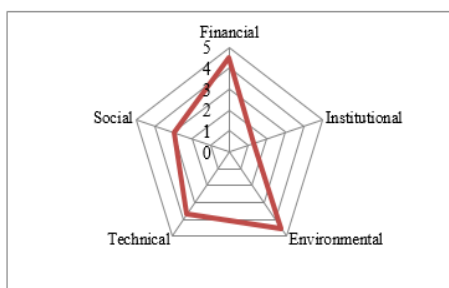 Financial
5
4
3
2
1
0
Social
Institutional
Technical
Environmental